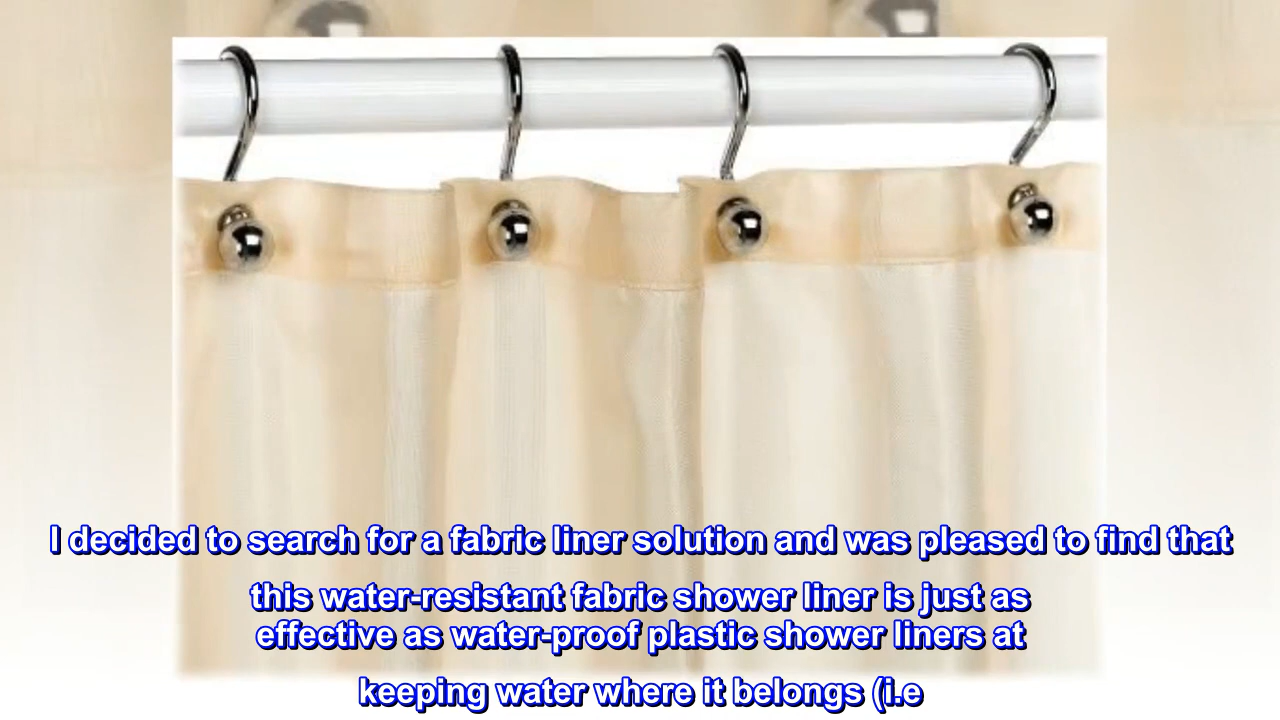 I decided to search for a fabric liner solution and was pleased to find that
this water-resistant fabric shower liner is just as
effective as water-proof plastic shower liners at
keeping water where it belongs (i.e